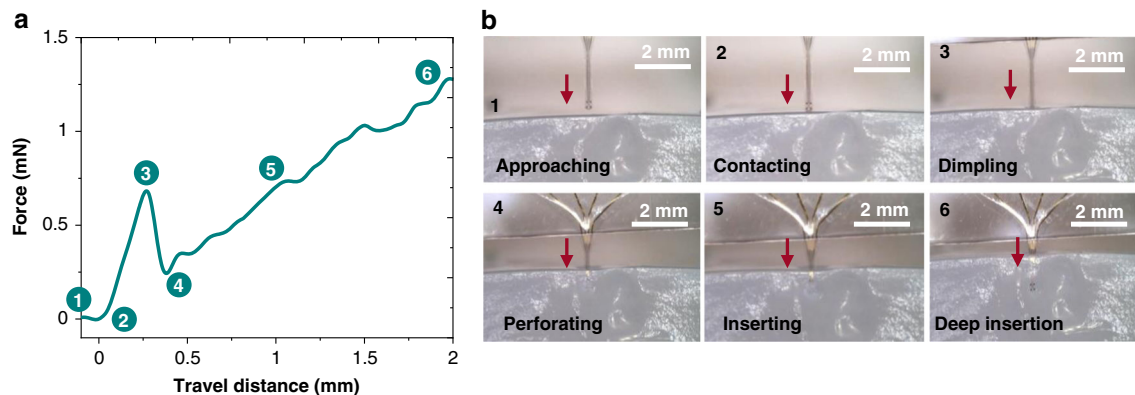 a
1.5
1
0.5
0
Force (mN)
1
2
3
4
5
6
0
0.5
1
1.5
2
Travel distance (mm)
b
1
2 mm
Approaching
2
2 mm
Contacting
3
2 mm
Dimpling
4
2 mm
Perforating
5
2 mm
Inserting
6
2 mm
Deep insertion